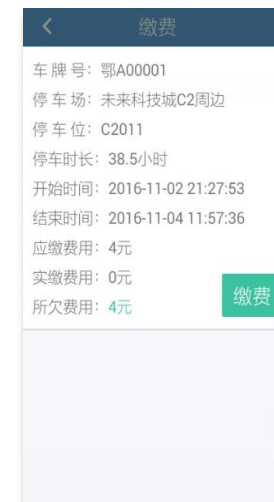 缴费
车牌号：鄂A00001
停车场：未来科技城C2周边
停车位：C2011
停车时长：38.5小时
开始时间：2016-11-02 21:27:53
结束时间：2016-11-04 11:57:36
应缴费用：4元
实缴费用：0元
所欠费用：4元
缴费